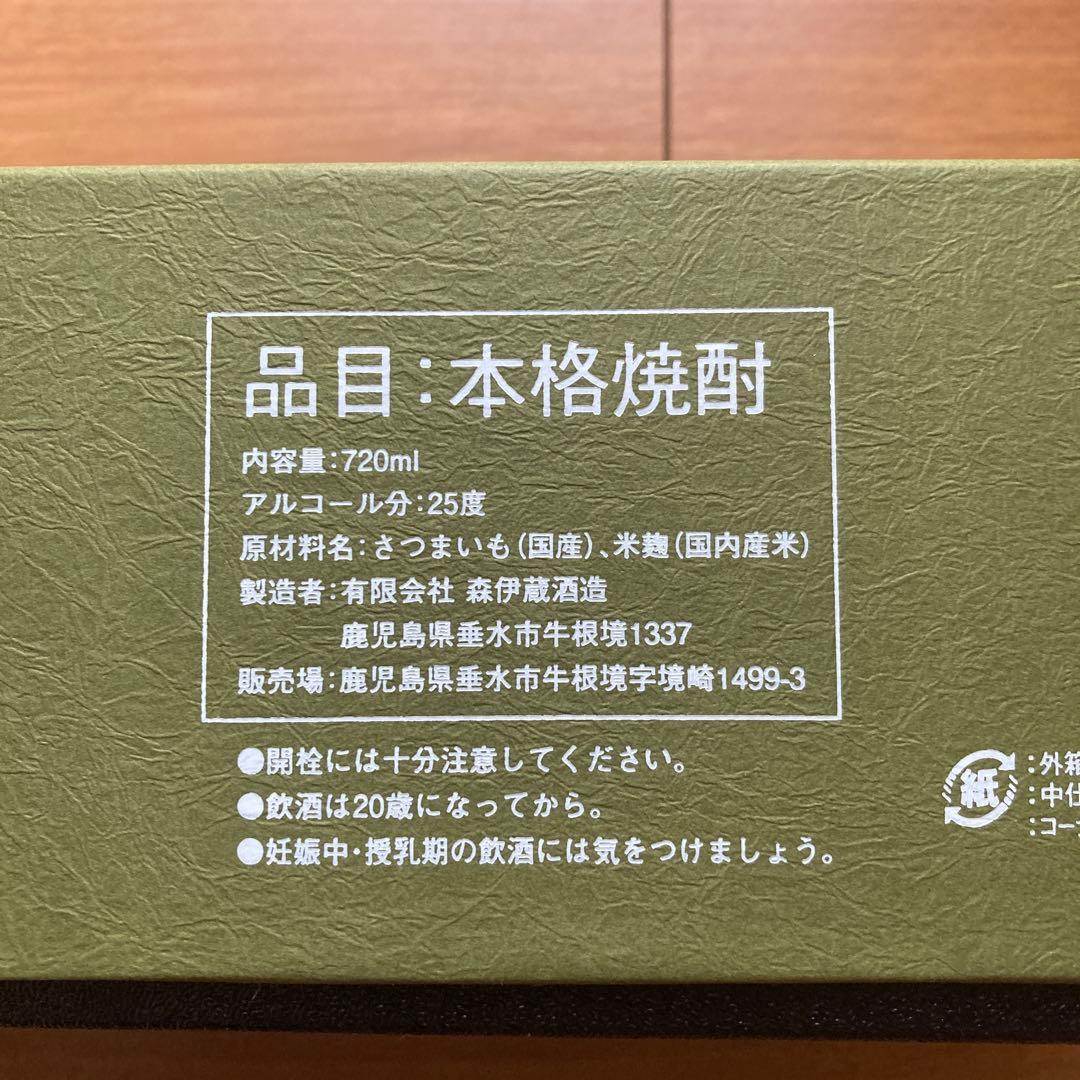 品目：本格焼酎
内容量：720ml
アルコール分：25度
原材料名：さつまいも（国産）、米麹（国内産米）
製造者：有限会社 森伊蔵酒造
鹿児島県垂水市牛根境1337
販売場：鹿児島県垂水市牛根境字境崎1499-3
●開栓には十分注意してください。
●飲酒は20歳になってから。
●妊娠中・授乳期の飲酒には気をつけましょう。
紙
：外箱
：中仕
：コー